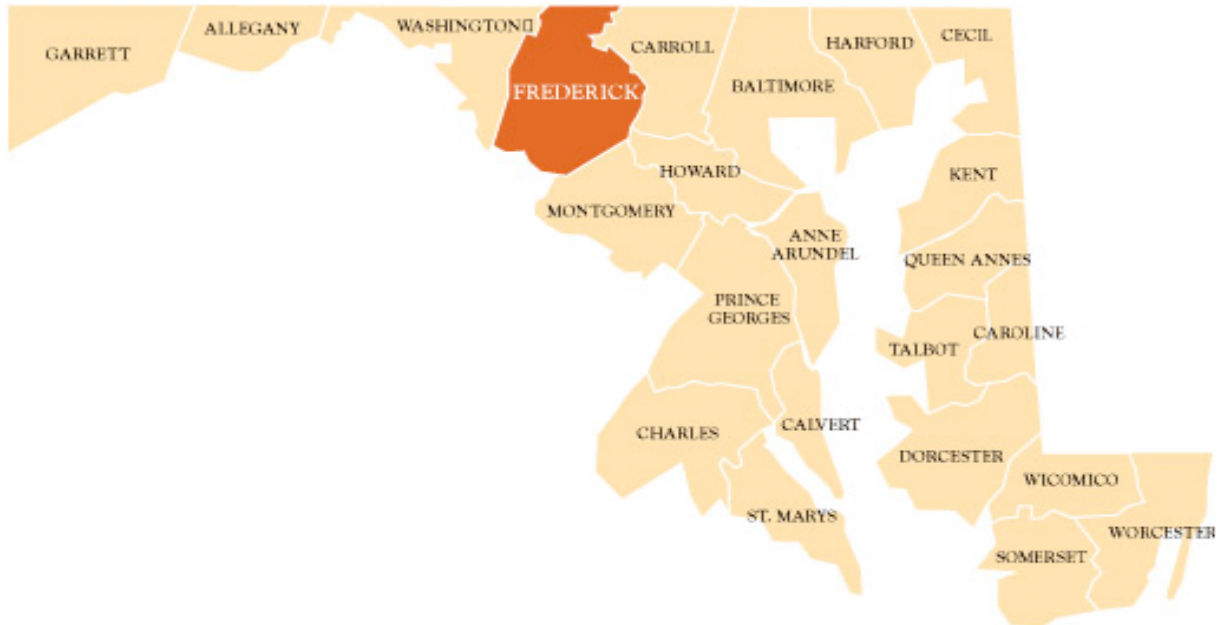 GARRETT
ALLEGANY
WASHINGTON▯
FREDERICK
CARROLL
BALTIMORE
HARFORD
CECIL
HOWARD
MONTGOMERY
KENT
ANNE
ARUNDEL
QUEEN ANNES
PRINCE
GEORGES
TALBOT
CAROLINE
CHARLES
CALVERT
DORCESTER
ST. MARYS
WICOMICO
WORCESTER
SOMERSET